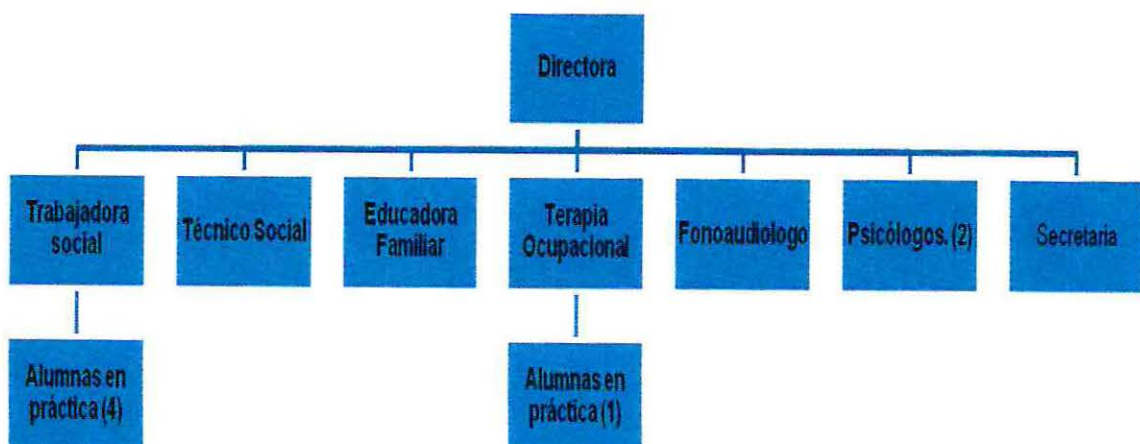 Directora
Trabajadora
social
Técnico Social
Educadora
Familiar
Terapia
Ocupacional
Fonoaudiologo
Psicólogos. (2)
Secretaria
Alumnas en
práctica (4)
Alumnas en
práctica (1)